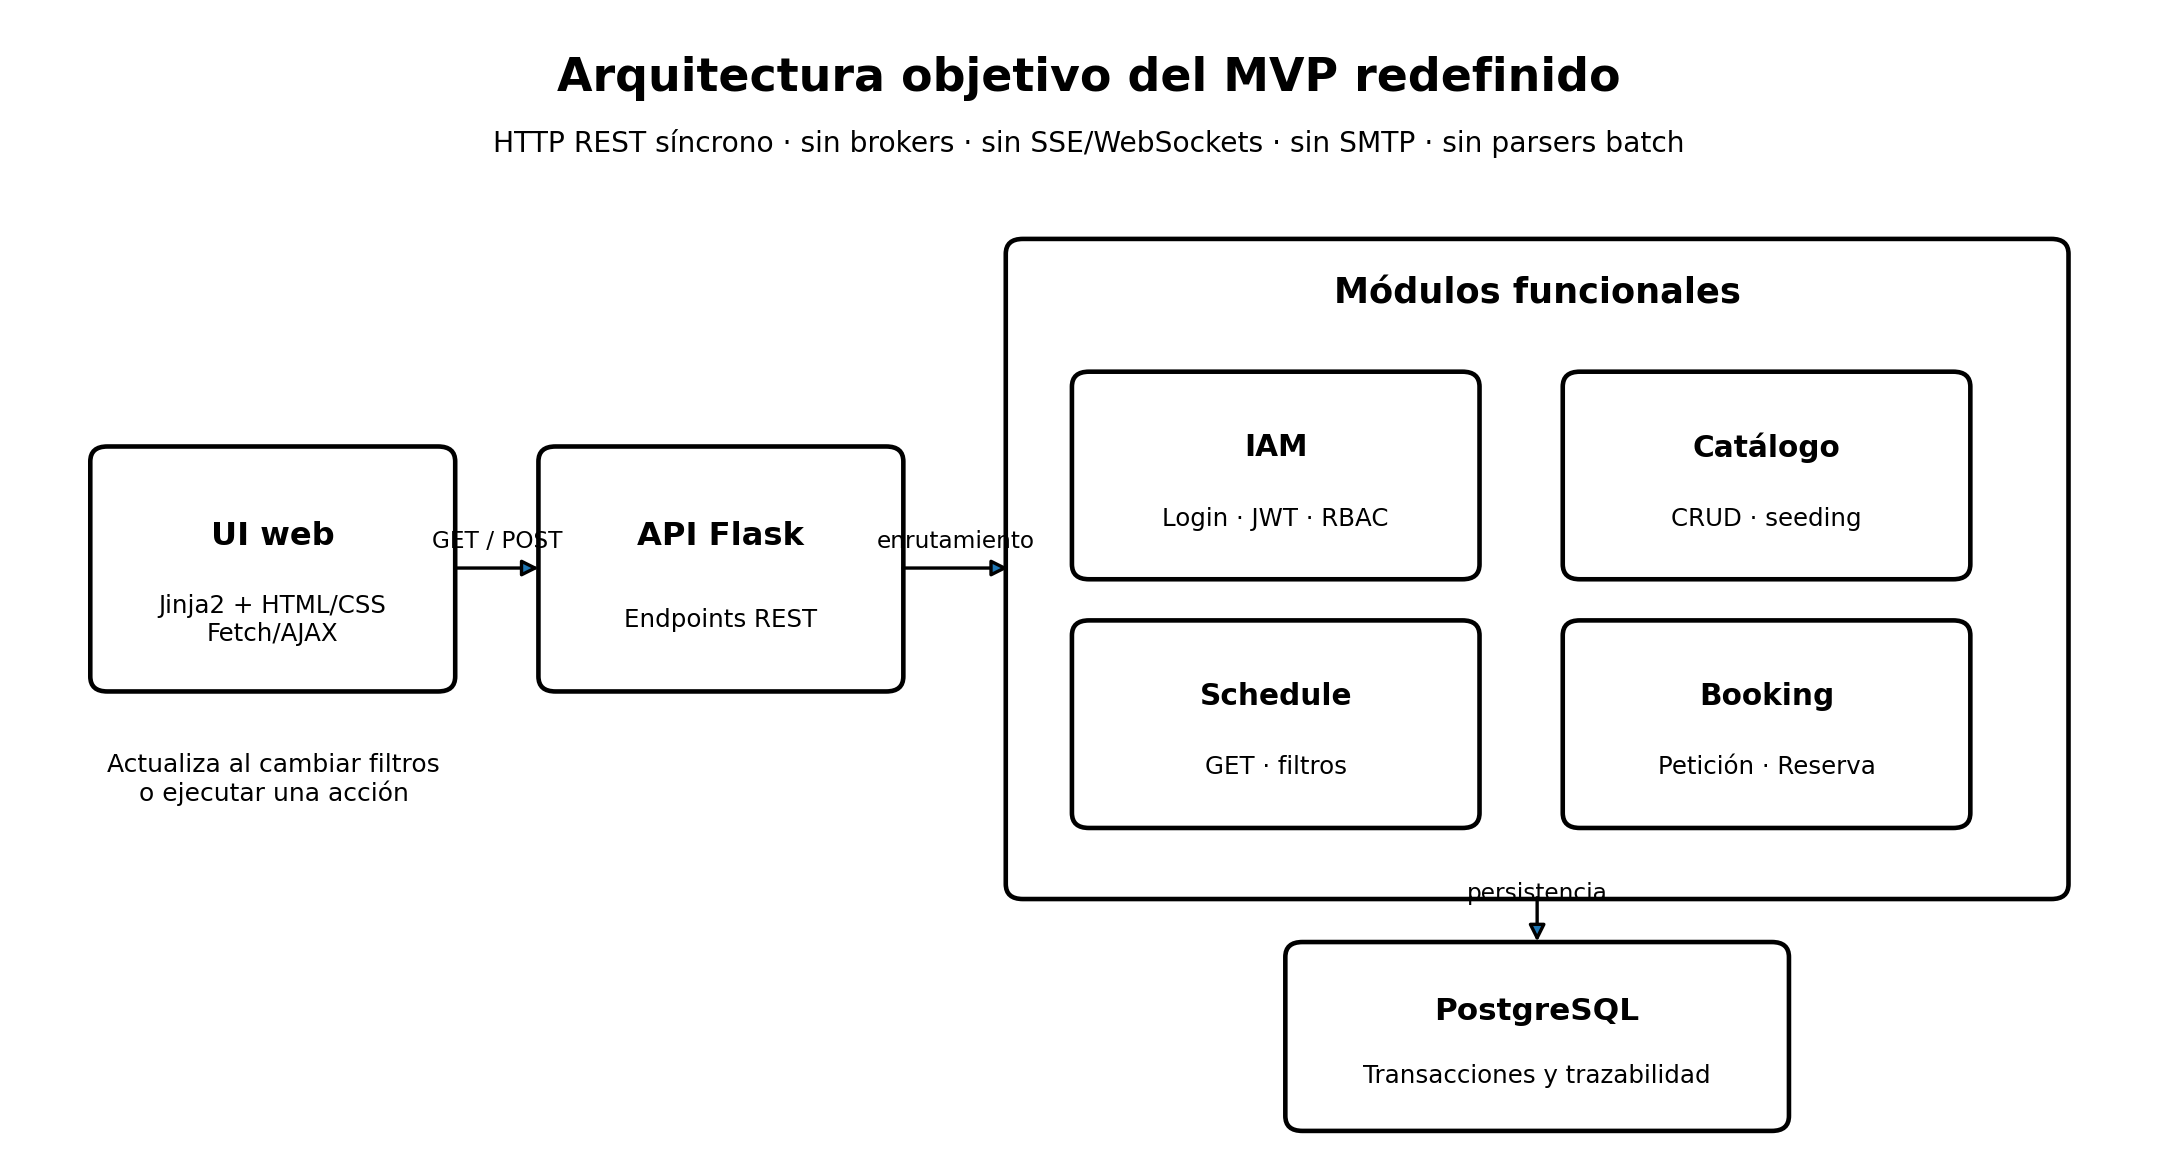 Arquitectura objetivo del MVP redefinido
HTTP REST síncrono · sin brokers · sin SSE/WebSockets · sin SMTP · sin parsers batch
UI web
Jinja2 + HTML/CSS
Fetch/AJAX
Actualiza al cambiar filtros
o ejecutar una acción
GET / POST
API Flask
Endpoints REST
enrutamiento
Módulos funcionales
IAM
Login · JWT · RBAC
Catálogo
CRUD · seeding
Schedule
GET · filtros
Booking
Petición · Reserva
persistencia
PostgreSQL
Transacciones y trazabilidad